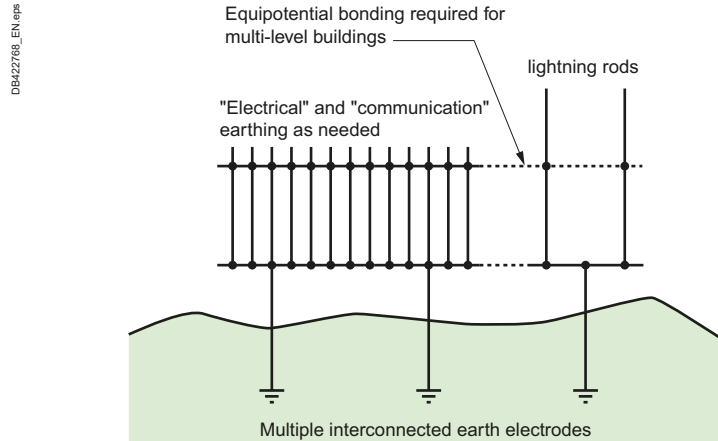 DB422768_EN.eps
Equipotential bonding required for
multi-level buildings
lightning rods
"Electrical" and "communication"
earthing as needed
Multiple interconnected earth electrodes